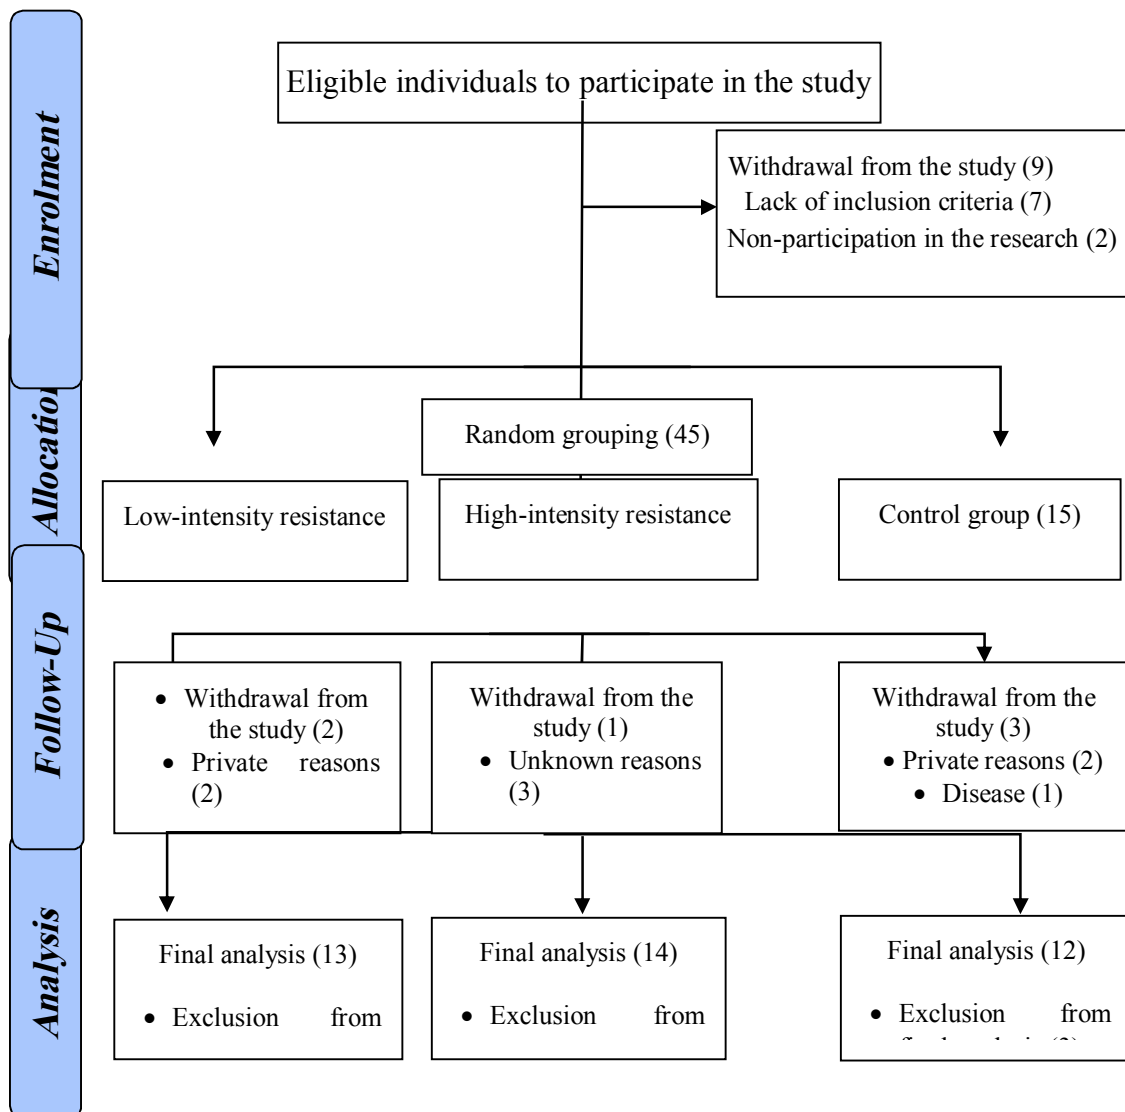 Eligible individuals to participate in the study
Enrolment
Withdrawal from the study (9)
Lack of inclusion criteria (7)
Non-participation in the research (2)
Allocation
Random grouping (45)
Low-intensity resistance
High-intensity resistance
Control group (15)
Follow-Up
• Withdrawal from
the study (2)
• Private reasons
(2)
Withdrawal from the
study (1)
• Unknown reasons
(3)
Withdrawal from the
study (3)
• Private reasons (2)
• Disease (1)
Analysis
Final analysis (13)
• Exclusion from
Final analysis (14)
• Exclusion from
Final analysis (12)
• Exclusion from